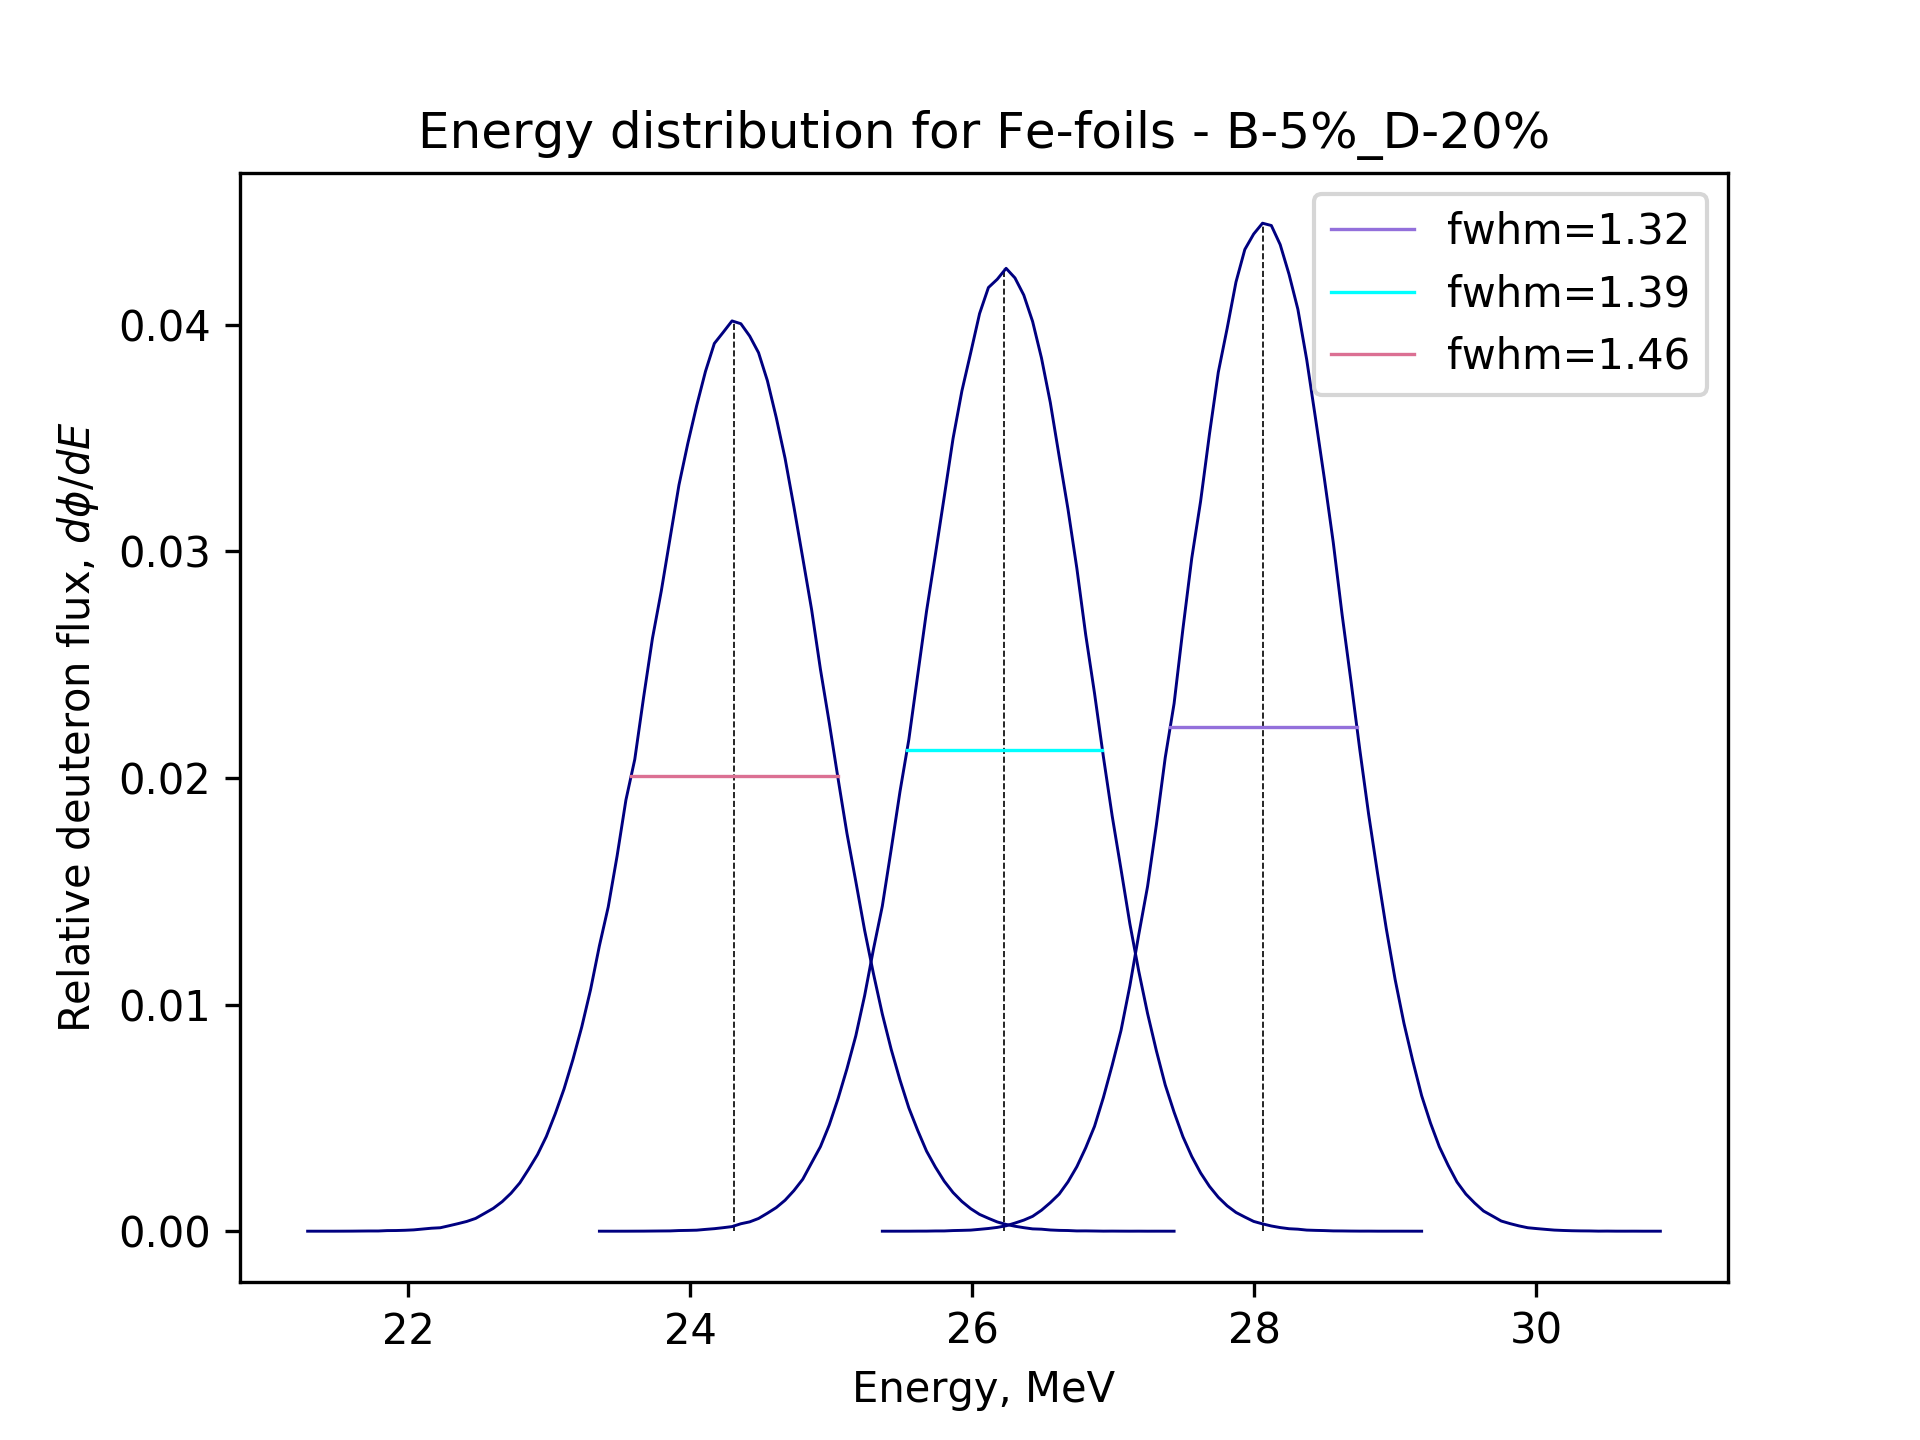 Energy distribution for Fe-foils - B-5%_D-20%
fwhm=1.32
fwhm=1.39
fwhm=1.46
Relative deuteron flux, dϕ/dE
0.04
0.03
0.02
0.01
0.00
22 24 26 28 30
Energy, MeV